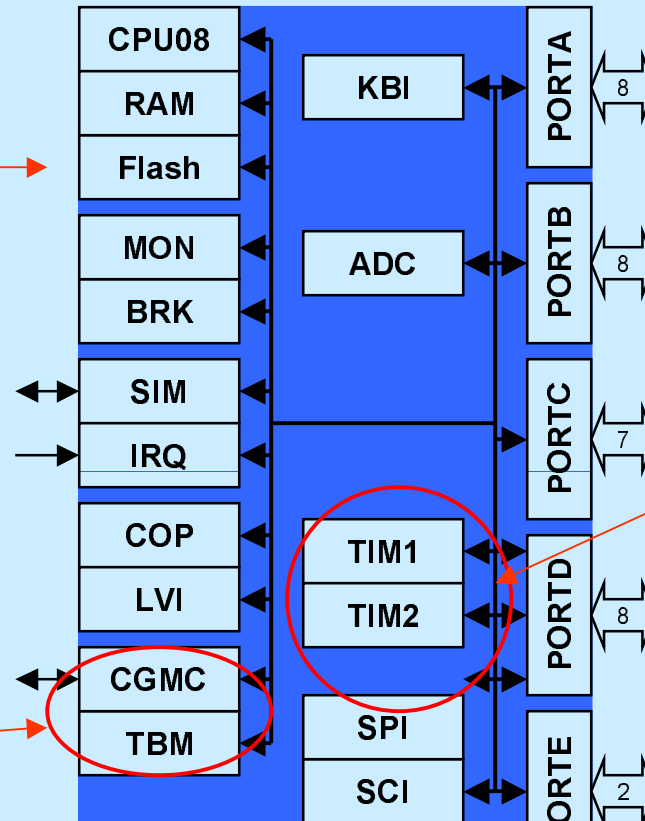 CPU08
RAM
Flash
MON
BRK
SIM
IRQ
COP
LVI
CGMC
TBM
KBI
ADC
TIM1
TIM2
SPI
SCI
PORTA
PORTB
PORTC
PORTD
ORTE
8
8
7
8
2